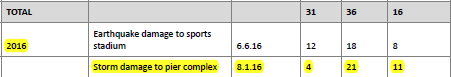 TOTAL 31 36 16
Earthquake damage to sports
2016 stadium 6.6.16 12 18 8
Storm damage to pier complex 8.1.16 4 21 11